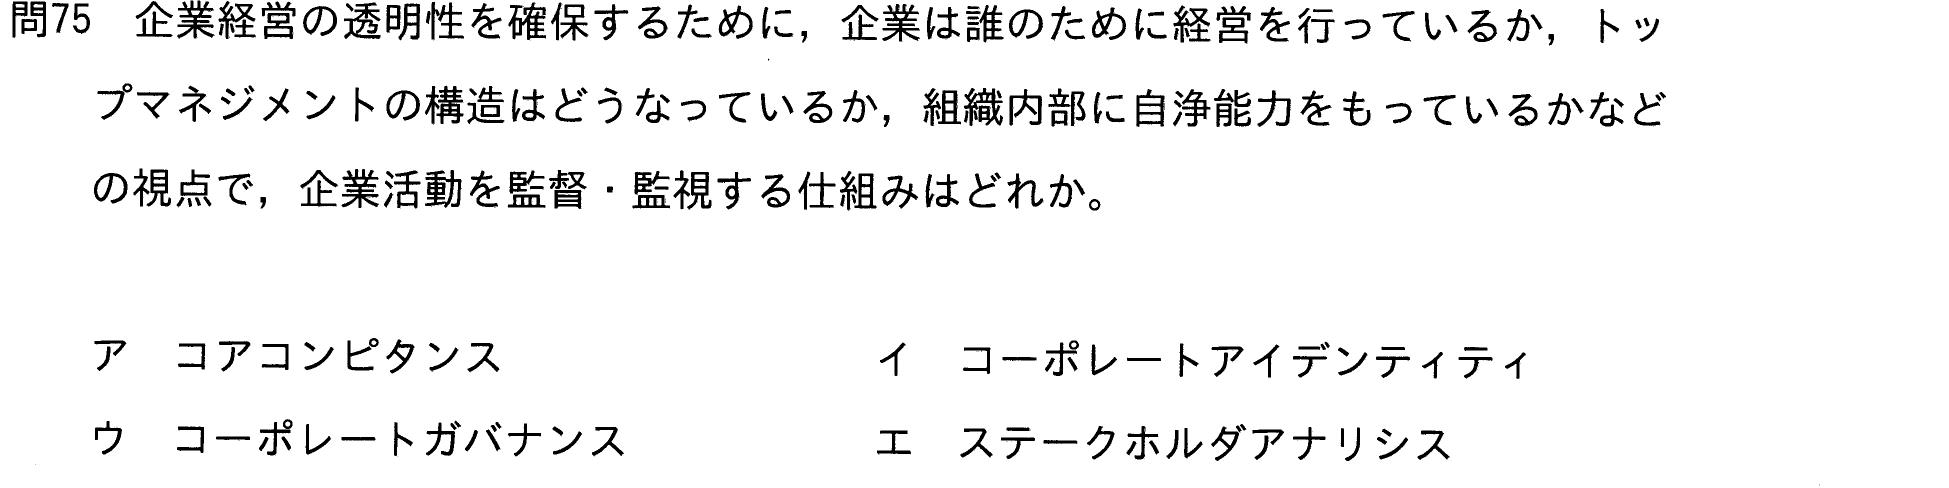 問75　企業経営の透明性を確保するために，企業は誰のために経営を行っているか，トッ
プマネジメントの構造はどうなっているか，組織内部に自浄能力をもっているかなど
の視点で，企業活動を監督・監視する仕組みはどれか。
ア　コアコンピタンス　イ　コーポレートアイデンティティ
ウ　コーポレートガバナンス　エ　ステークホルダアナリシス